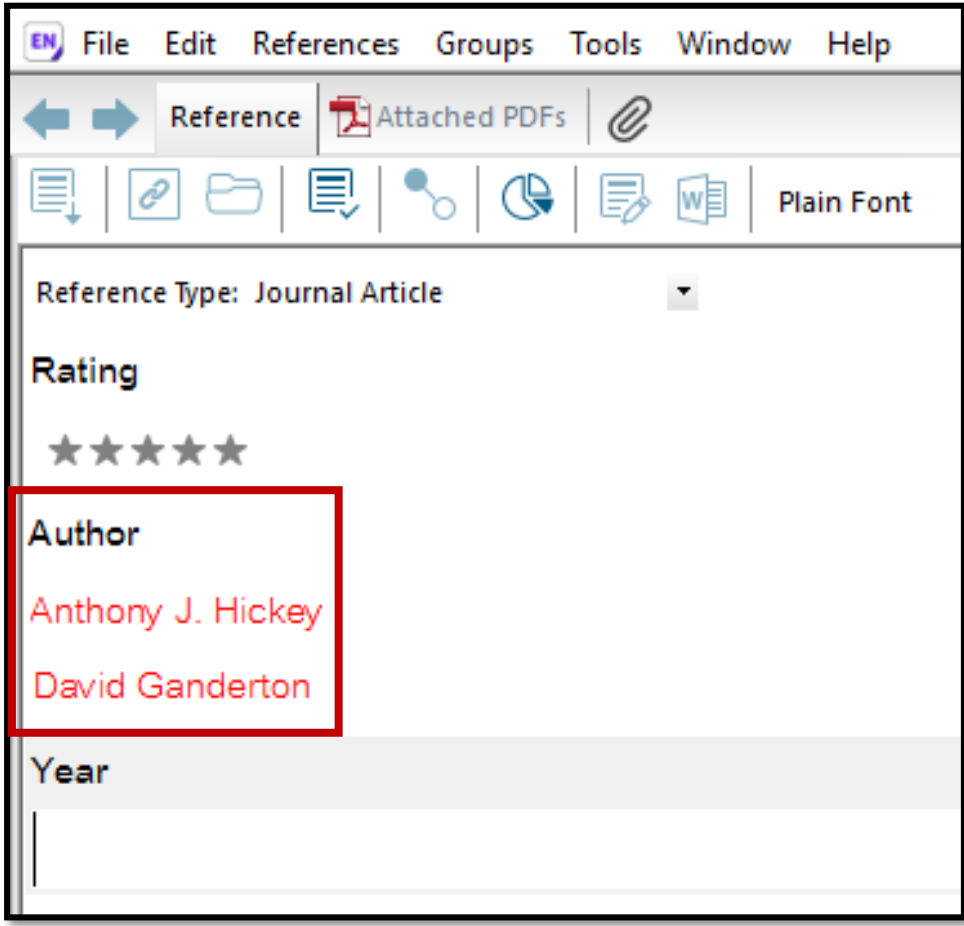 EN File Edit References Groups Tools Window Help
Reference Attached PDFs
W Plain Font
Reference Type: Journal Article
Rating
Author
Anthony J. Hickey
David Ganderton
Year